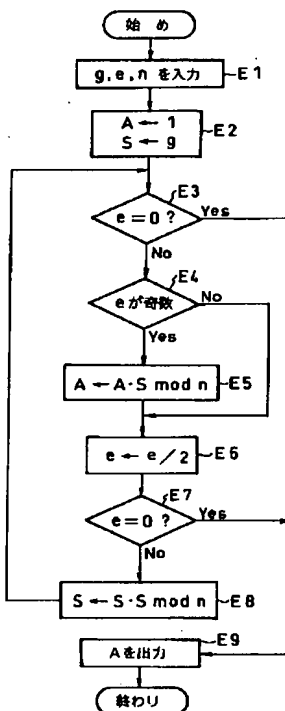 始 め
g, e, n を入力 E1
A ← 1
S ← g
E2
E3
e = 0 ? Yes
No
E4
e が奇数 No
Yes
A ← A・S mod n E5
e ← e / 2 E6
E7
e = 0 ? Yes
No
S ← S・S mod n E8
E9
Aを出力
終わり